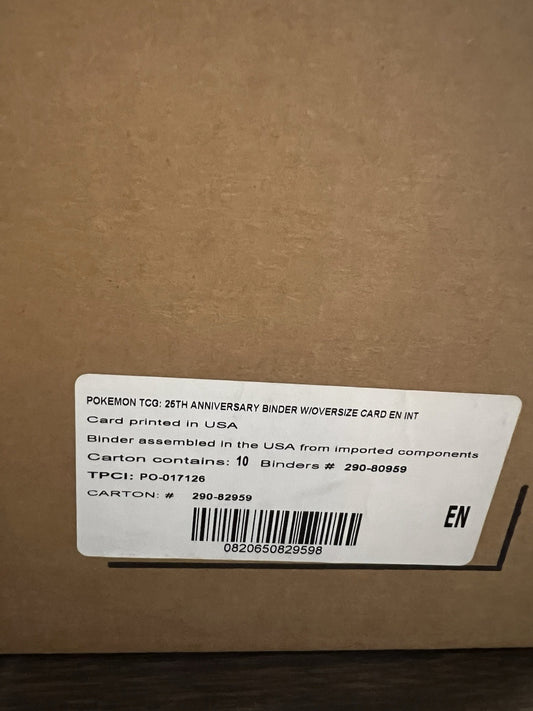 POKEMON TCG: 25TH ANNIVERSARY BINDER W/OVERSIZE CARD EN INT
Card printed in USA
Binder assembled in the USA from imported components
Carton contains: 10 Binders # 290-80959
TPCI: PO-017126
CARTON: # 290-82959
EN
0820650829598